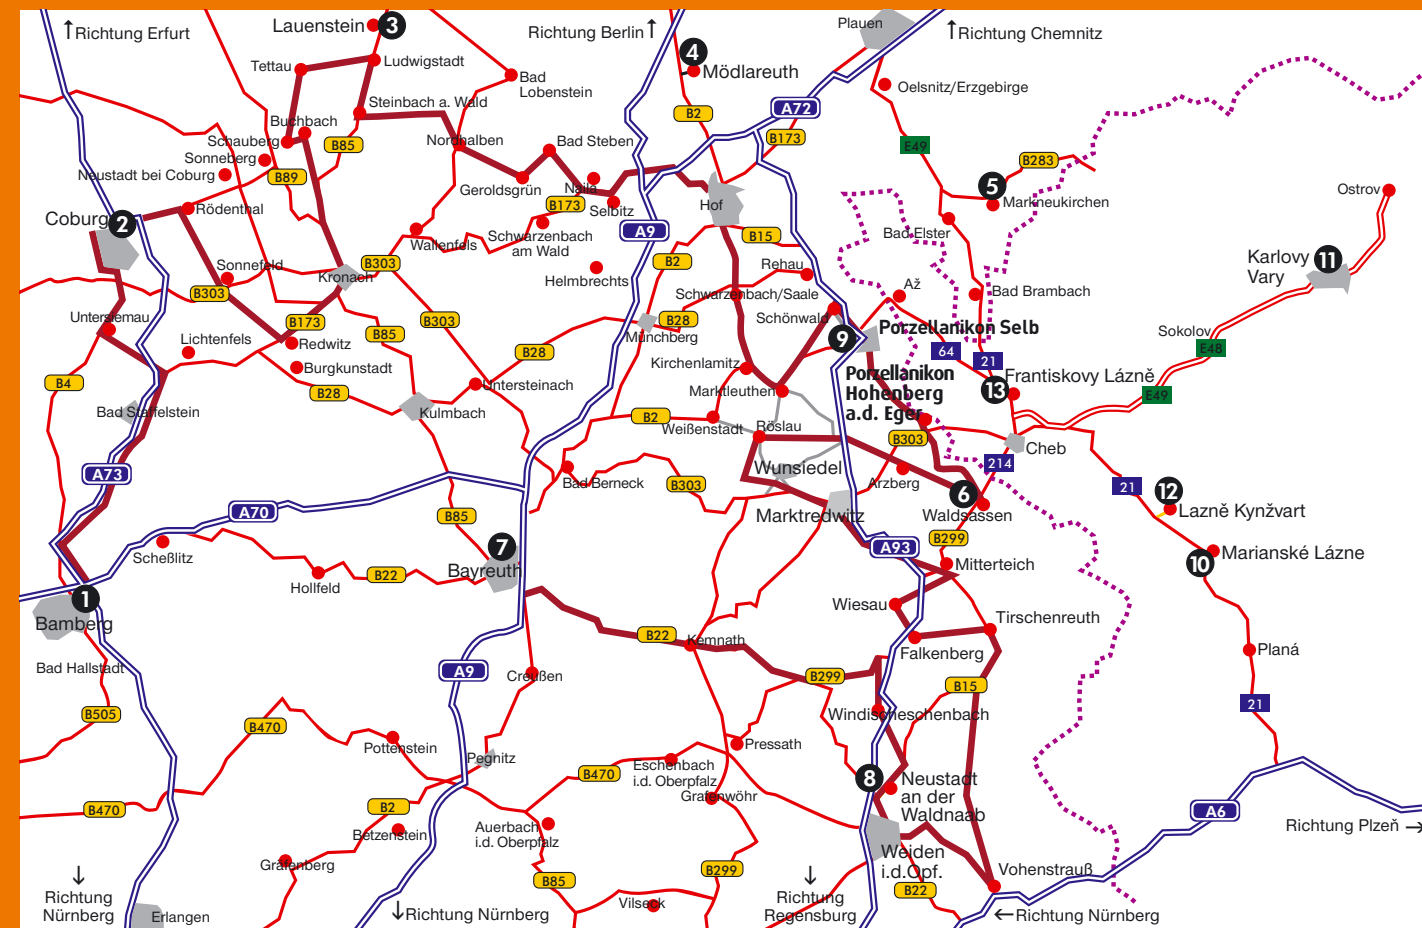 Richtung Erfurt
Lauenstein
3
Richtung Berlin
Plauen
Richtung Chemnitz
4
Mödlareuth
Tettau
Ludwigstadt
Bad
Lobenstein
Oelsnitz/Erzgebirge
Steinbach a. Wald
A72
B2
B173
Buchbach
Schauberg
B85
Nordhalben
Bad Steben
E49
B283
Sonneberg
Neustadt bei Coburg
B89
Geroldsgrün
Naila
5
Markneukirchen
Ostrov
Coburg
2
Rödenthal
B173
Selbitz
Hof
Bad Elster
Wallenfels
Schwarzenbach
am Wald
A9
B15
Karlovy
Vary
11
Sonnefeld
Kronach
B303
Helmbrechts
B2
Rehau
B303
Schwarzenbach/Saale
Až
Bad Brambach
Untersiemau
B173
B85
B303
B28
Münchberg
Schönwald
9
Porzellanikon Selb
Sokolov
E48
Lichtenfels
Redwitz
B28
64
21
Burgkunstadt
Kirchenlamitz
Porzellanikon
Hohenberg
a.d. Eger
Frantiskovy Lázně
13
B4
B28
Untersteinach
Marktleuthen
E49
Bad Staffelstein
Kulmbach
B2
Weißenstadt
Röslau
B303
Cheb
A73
Bad Berneck
B303
Wunsiedel
Arzberg
214
21
12
Lazně Kynžvart
A70
B85
Marktredwitz
6
Waldsassen
Scheßlitz
7
Bayreuth
A93
B299
Mitterteich
10
Marianské Lázne
Hollfeld
B22
1
Bamberg
Wiesau
Tirschenreuth
B22
Kemnath
Falkenberg
Planá
Bad Hallstadt
A9
Creußen
B299
B15
B505
B470
Windischeschenbach
21
Pottenstein
Pegnitz
Pressath
B470
Eschenbach
i.d. Oberpfalz
8
Neustadt
an der
Waldnaab
B470
B2
Grafenwöhr
A6
Betzenstein
Auerbach
i.d. Oberpfalz
Richtung Plzeň
Gräfenberg
Weiden
i.d.Opf.
B299
Vohenstrauß
B85
B22
Richtung
Nürnberg
Erlangen
Richtung Nürnberg
Vilseck
Richtung
Regensburg
Richtung Nürnberg